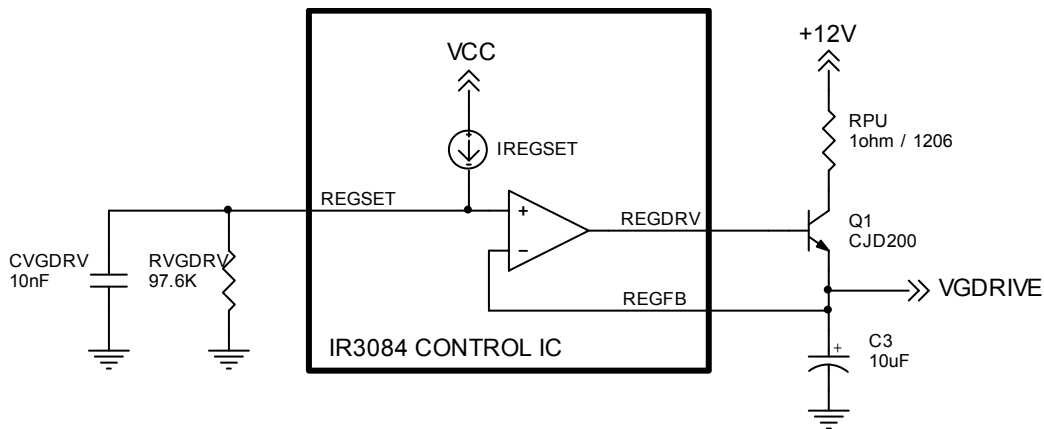 VCC
+12V
IREGSET
RPU
1ohm / 1206
REGSET
+
−
REGDRV
Q1
CJD200
CVGDRV
10nF
RVGDRV
97.6K
REGFB
VGDRIVE
IR3084 CONTROL IC
+
C3
10uF